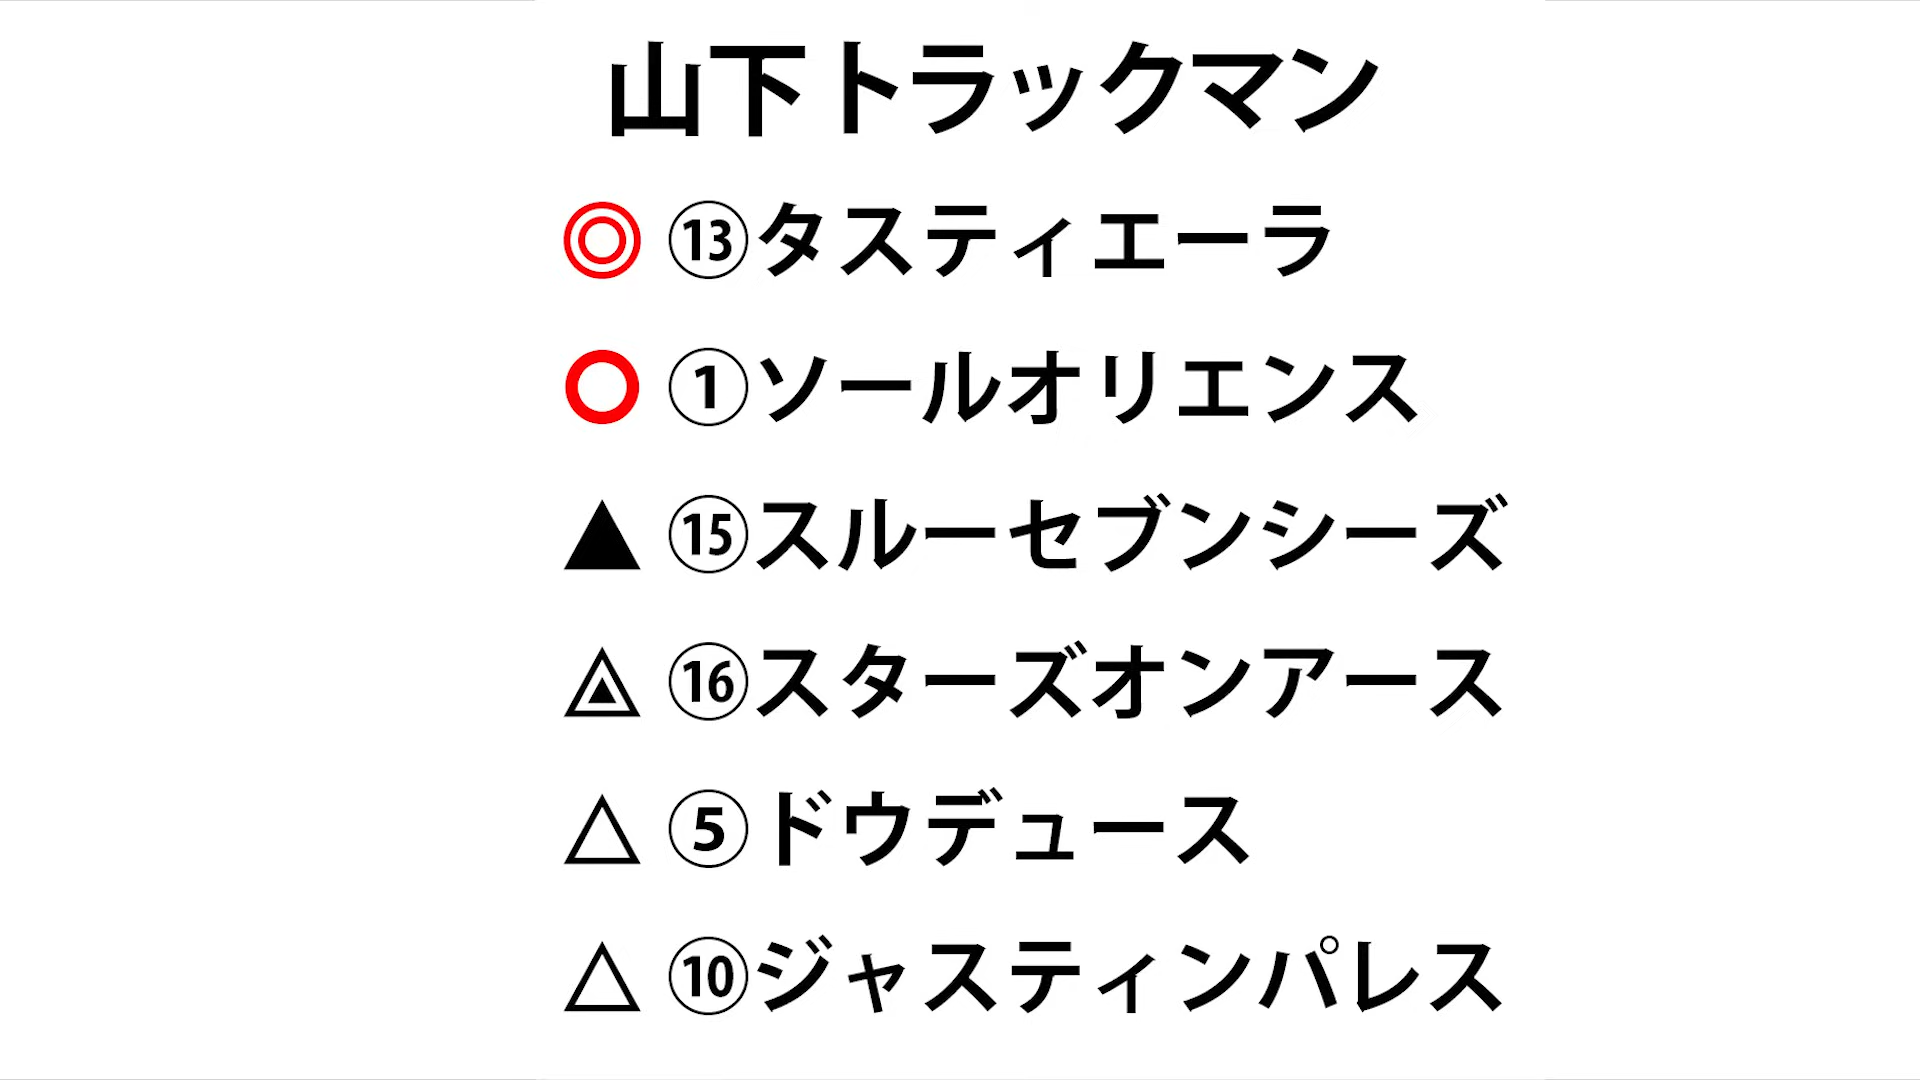 山下トラックマン
◎ ⑬タスティエーラ
○ ①ソールオリエンス
▲ ⑮スルーセブンシーズ
◬ ⑯スターズオンアース
△ ⑤ドウデュース
△ ⑩ジャスティンパレス